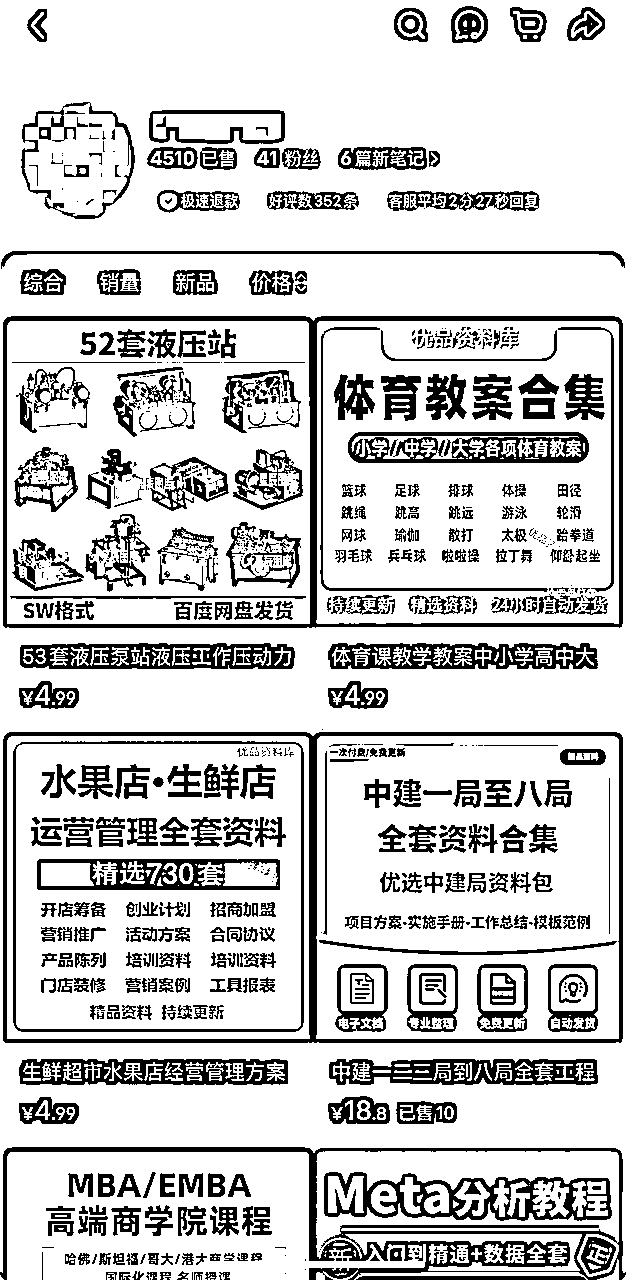 4510 已售 41 粉丝 6 篇新笔记
极速退款 好评数352条 客服平均2分27秒回复
综合 销量 新品 价格
52套液压站
SW格式 百度网盘发货
53套液压泵站液压工作压动力
¥4.99
优品资料库
体育教案合集
小学//中学//大学各项体育教案
篮球 足球 排球 体操 田径
跳绳 跳高 跳远 游泳 轮滑
网球 瑜伽 散打 太极 跆拳道
羽毛球 乒乓球 啦啦操 拉丁舞 仰卧起坐
持续更新 精选资料 24小时自动发货
体育课教学教案中小学高中大
¥4.99
优品资料库
水果店·生鲜店
运营管理全套资料
精选730套
开店筹备 创业计划 招商加盟
营销推广 活动方案 合同协议
产品陈列 培训资料 培训资料
门店装修 营销案例 工具报表
精品资料 持续更新
生鲜超市水果店经营管理方案
¥4.99
一次付费/免费更新
中建一局至八局
全套资料合集
优选中建局资料包
项目方案-实施手册-工作总结-模板范例
电子文档 专业整理 免费更新 自动发货
中建一二三局到八局全套工程
¥18.8 已售10
MBA/EMBA
高端商学院课程
哈佛/斯坦福/哥大/港大商学课程
国际化课程 名师授课
Meta分析教程
新 入门到精通+数据全套 正